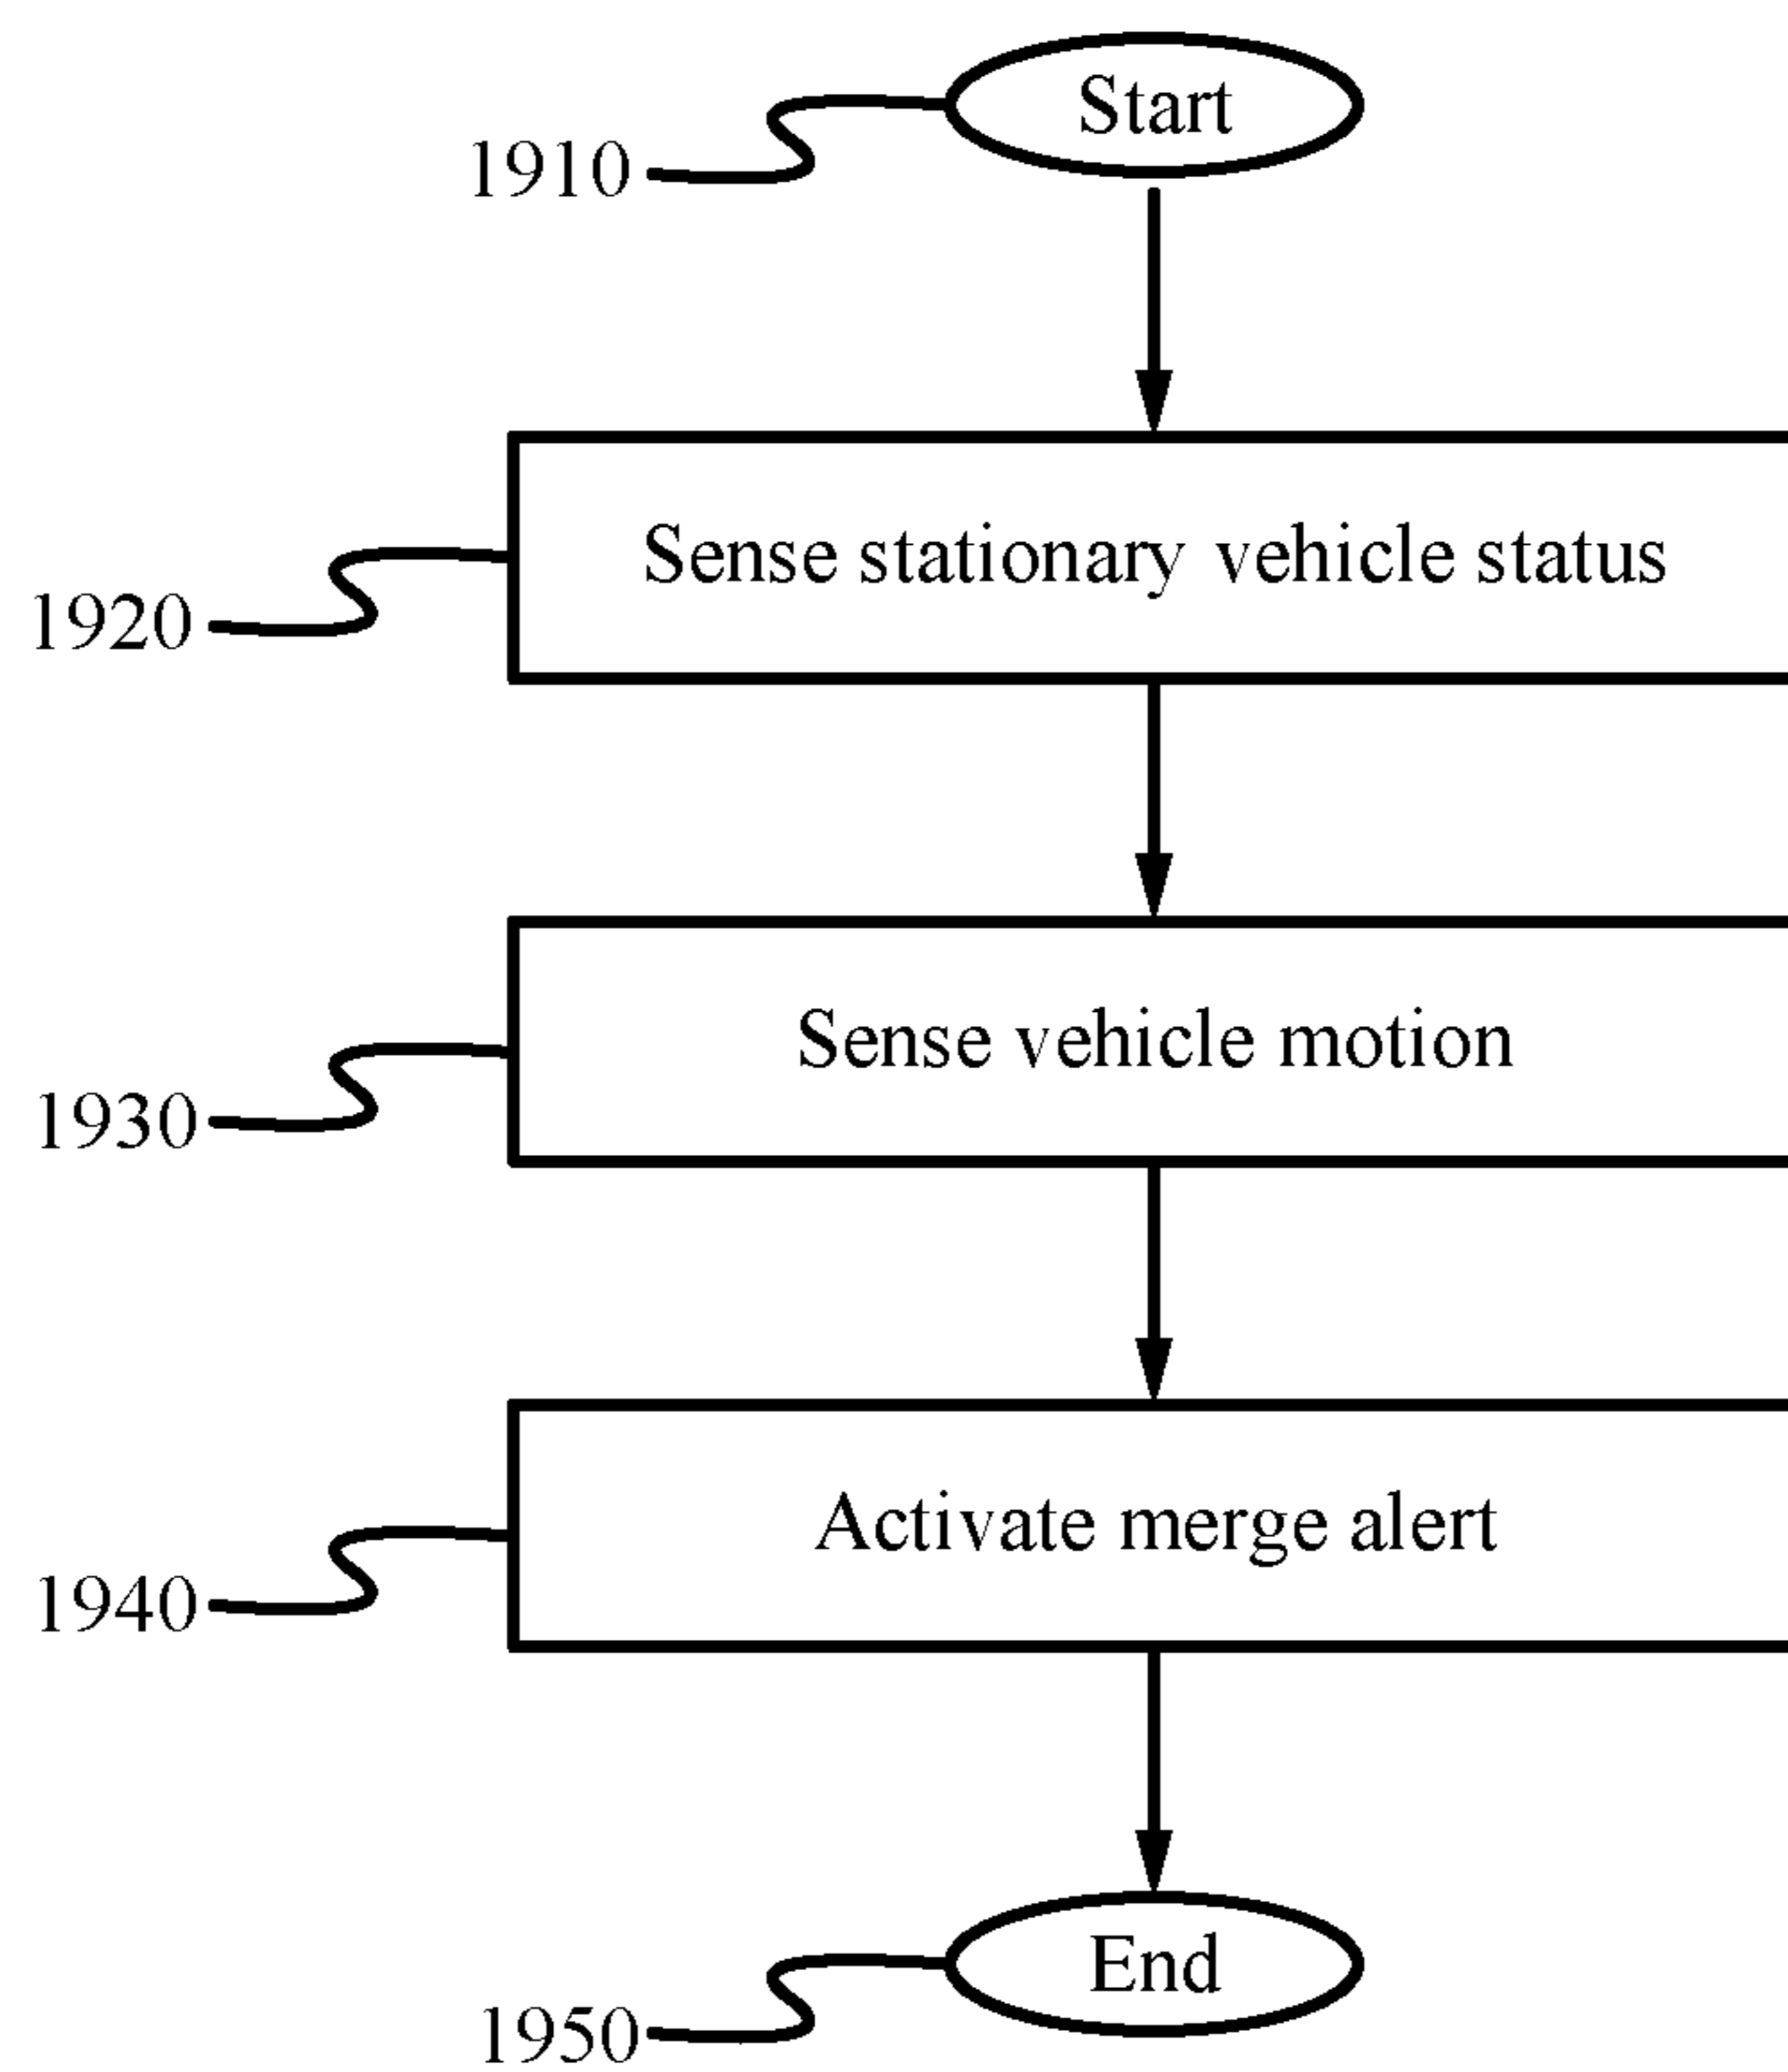 Start
1910
Sense stationary vehicle status
1920
Sense vehicle motion
1930
Activate merge alert
1940
End
1950